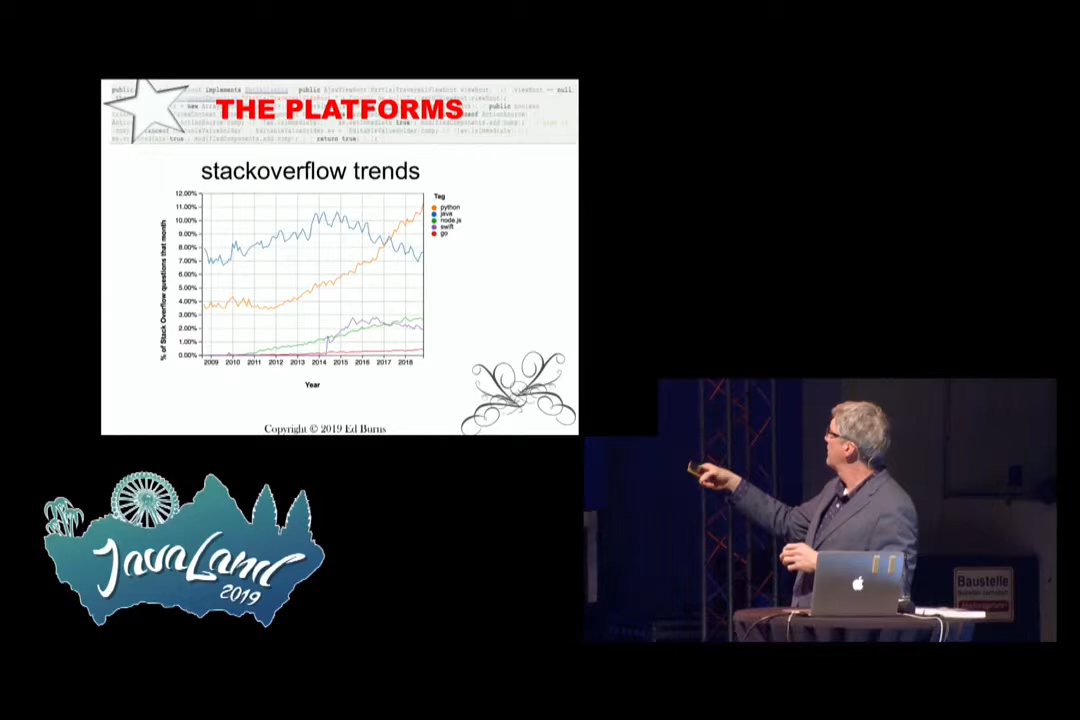 THE PLATFORMS
stackoverflow trends
12.00%
11.00%
10.00%
9.00%
8.00%
7.00%
6.00%
5.00%
4.00%
3.00%
2.00%
1.00%
0.00%
% of Stack Overflow questions that month
2009 2010 2011 2012 2013 2014 2015 2016 2017 2018
Year
Tag
python
java
node.js
swift
go
Copyright © 2019 Ed Burns
JavaLand
2019
Baustelle